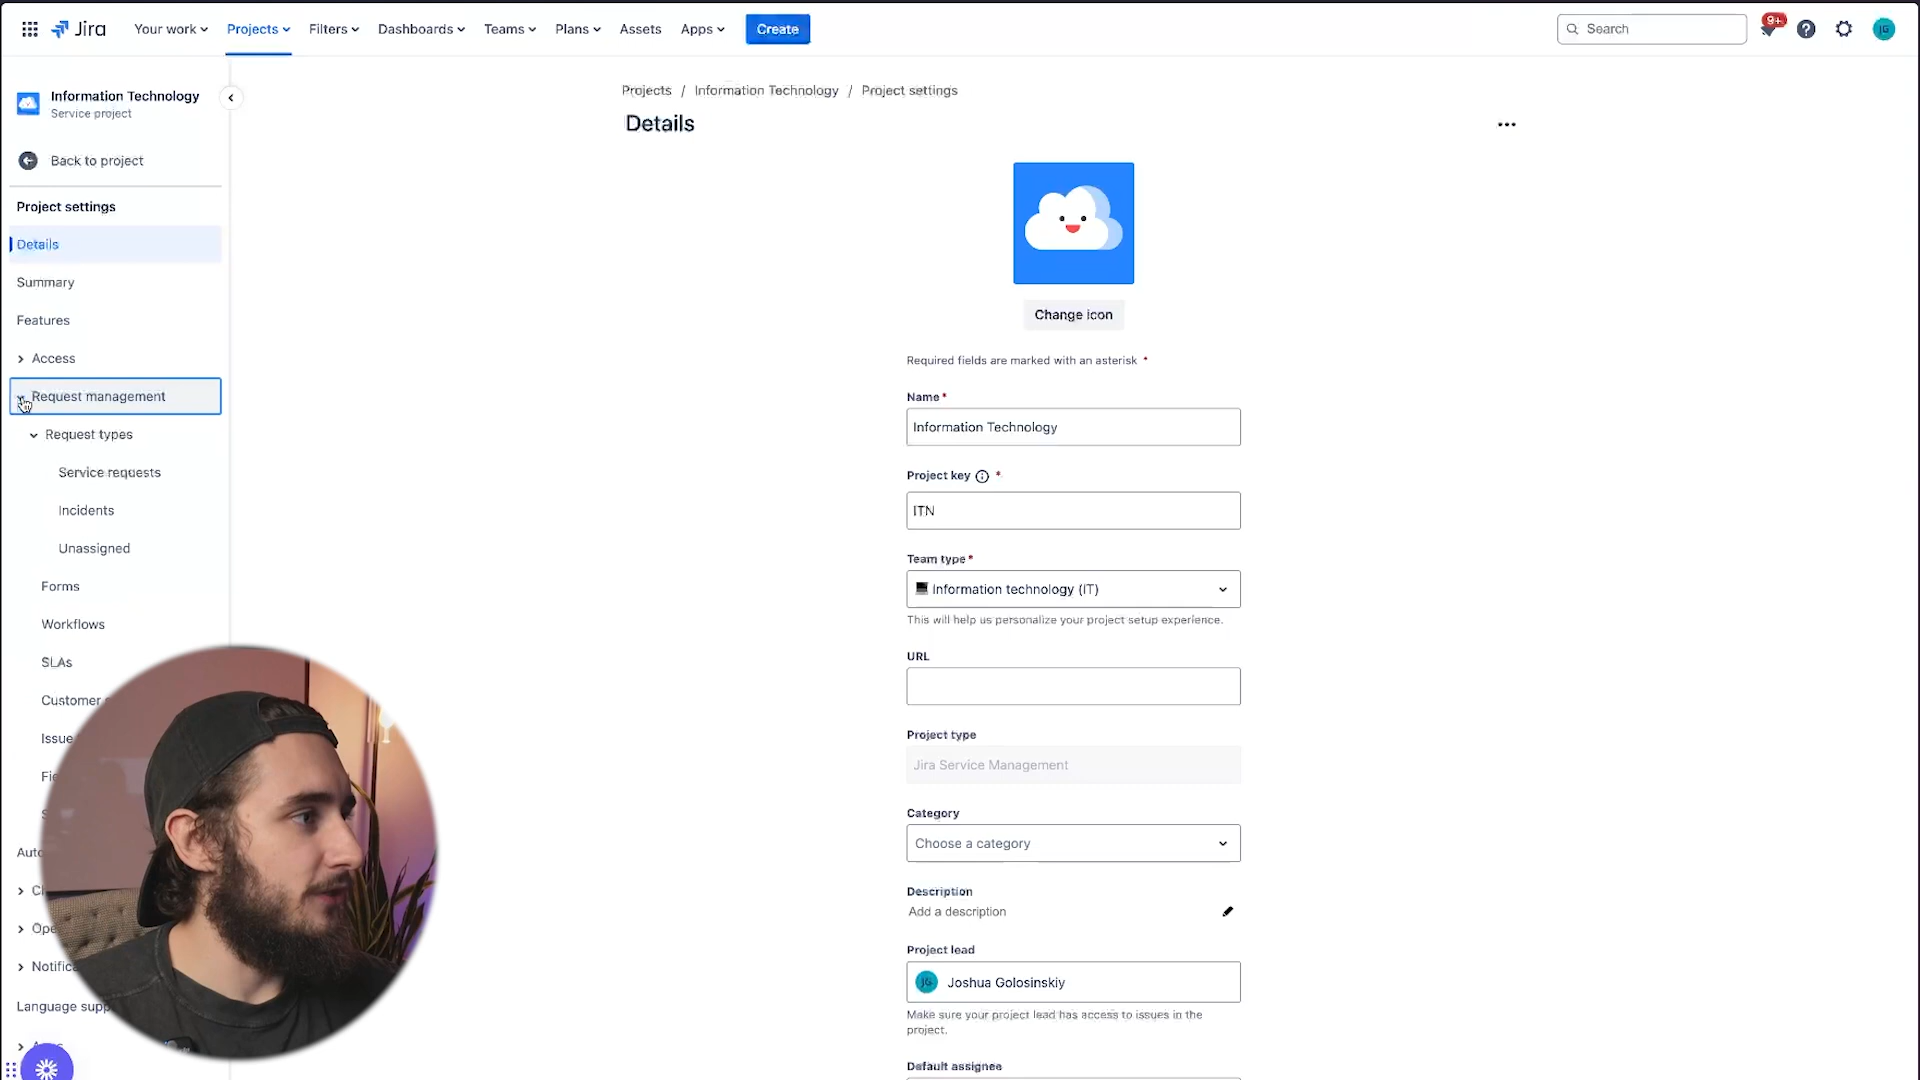 Jira
Your work
Projects
Filters
Dashboards
Teams
Plans
Assets
Apps
Create
Search
9+
JG
Information Technology
Service project
Back to project
Project settings
Details
Summary
Features
Access
Request management
Request types
Service requests
Incidents
Unassigned
Forms
Workflows
SLAs
Customer
Issue
Language
Projects / Information Technology / Project settings
Details
Change icon
Required fields are marked with an asterisk *
Name *
Information Technology
Project key *
ITN
Team type *
Information technology (IT)
This will help us personalize your project setup experience.
URL
Project type
Jira Service Management
Category
Choose a category
Description
Add a description
Project lead
JG Joshua Golosinskiy
Make sure your project lead has access to issues in the
project.
Default assignee